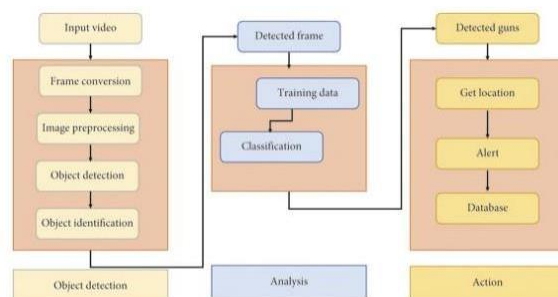 Input video
Frame conversion
Image preprocessing
Object detection
Object identification
Object detection
Detected frame
Training data
Classification
Analysis
Detected guns
Get location
Alert
Database
Action